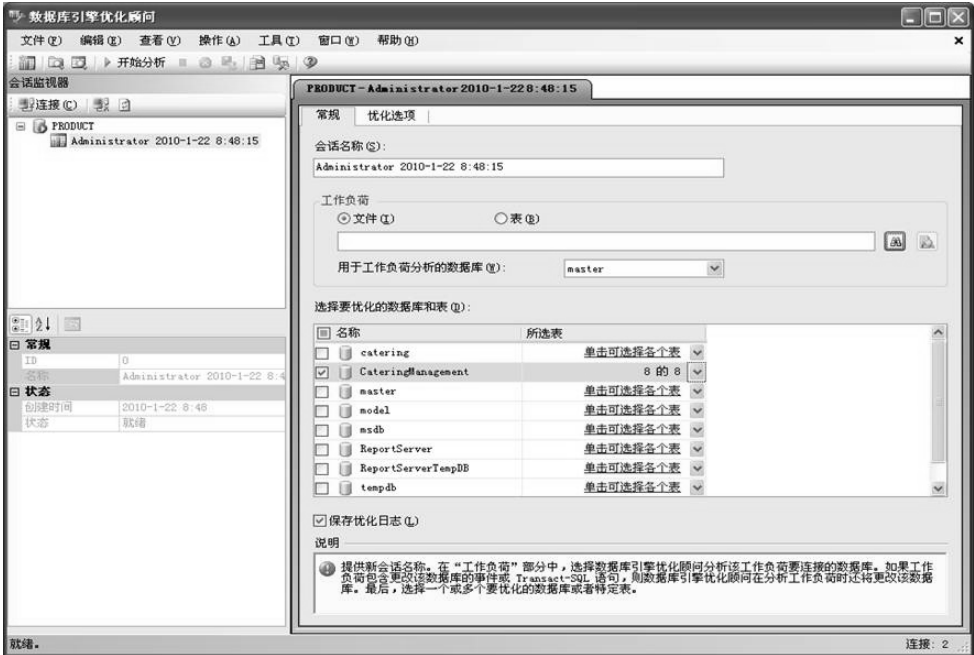 数据库引擎优化顾问
文件(F) 编辑(E) 查看(V) 操作(A) 工具(T) 窗口(W) 帮助(H)
开始分析
会话监视器
连接(C)
PRODUCT
Administrator 2010-1-22 8:48:15
常规
ID 0
名称 Administrator 2010-1-22 8:4
状态
创建时间 2010-1-22 8:48
状态 就绪
PRODUCT-Administrator2010-1-228:48:15
常规 优化选项
会话名称(S):
Administrator 2010-1-22 8:48:15
工作负荷
文件(I) 表(B)
用于工作负荷分析的数据库(W): master
选择要优化的数据库和表(D):
名称 所选表
catering 单击可选择各个表
CateringManagement 8 的 8
master 单击可选择各个表
model 单击可选择各个表
msdb 单击可选择各个表
ReportServer 单击可选择各个表
ReportServerTempDB 单击可选择各个表
tempdb 单击可选择各个表
保存优化日志(L)
说明
提供新会话名称。在“工作负荷”部分中，选择数据库引擎优化顾问分析该工作负荷要连接的数据库。如果工作
负荷包含更改该数据库的事件或 Transact-SQL 语句，则数据库引擎优化顾问在分析工作负荷时还将更改该数据
库。最后，选择一个或多个要优化的数据库或者特定表。
就绪。 连接: 2